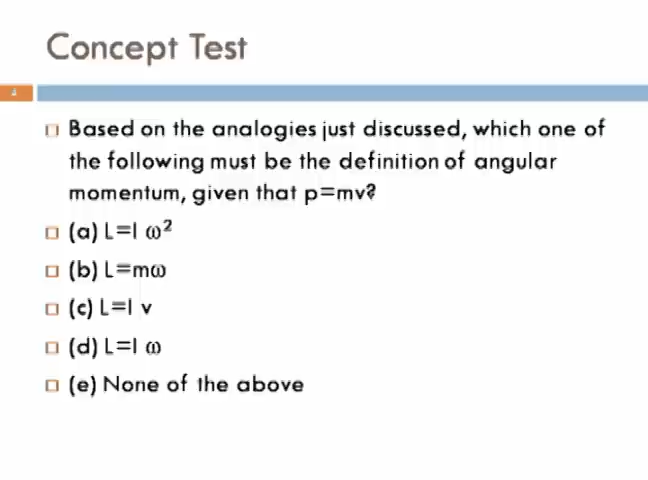 Concept Test
Based on the analogies just discussed, which one of
the following must be the definition of angular
momentum, given that p=mv?
(a) L=I ω²
(b) L=mω
(c) L=I v
(d) L=I ω
(e) None of the above